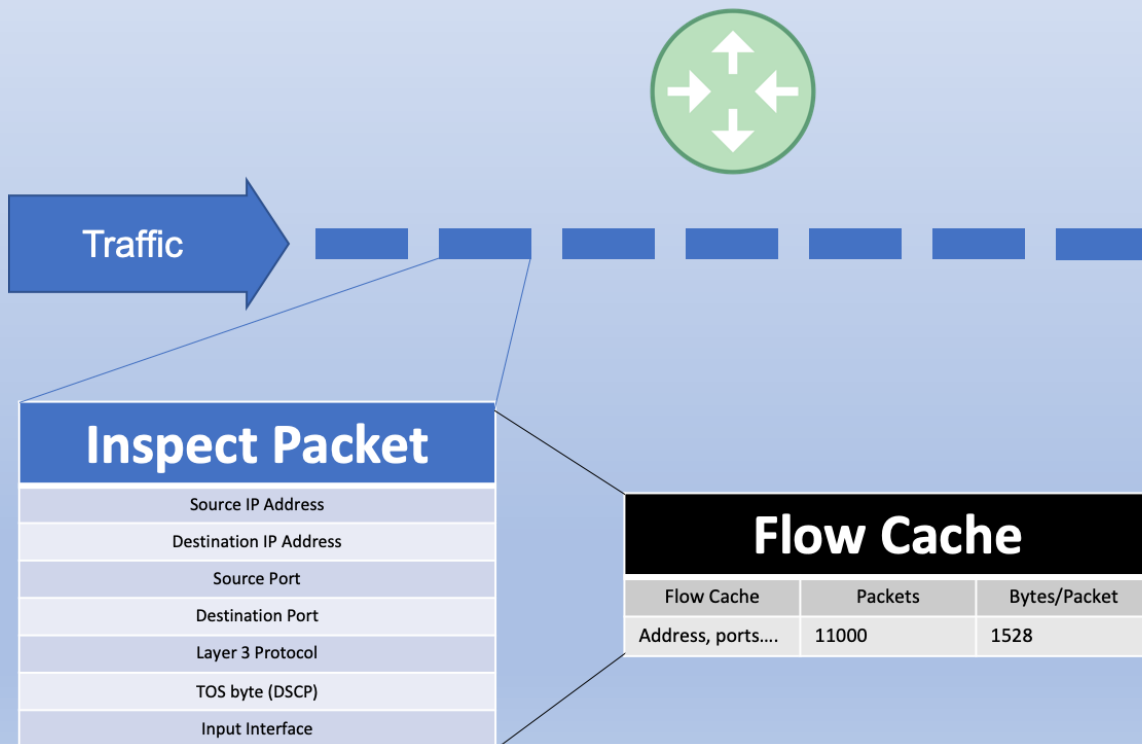 Traffic
Inspect Packet
Source IP Address
Destination IP Address
Source Port
Destination Port
Layer 3 Protocol
TOS byte (DSCP)
Input Interface
Flow Cache
Flow Cache Packets Bytes/Packet
Address, ports.... 11000 1528